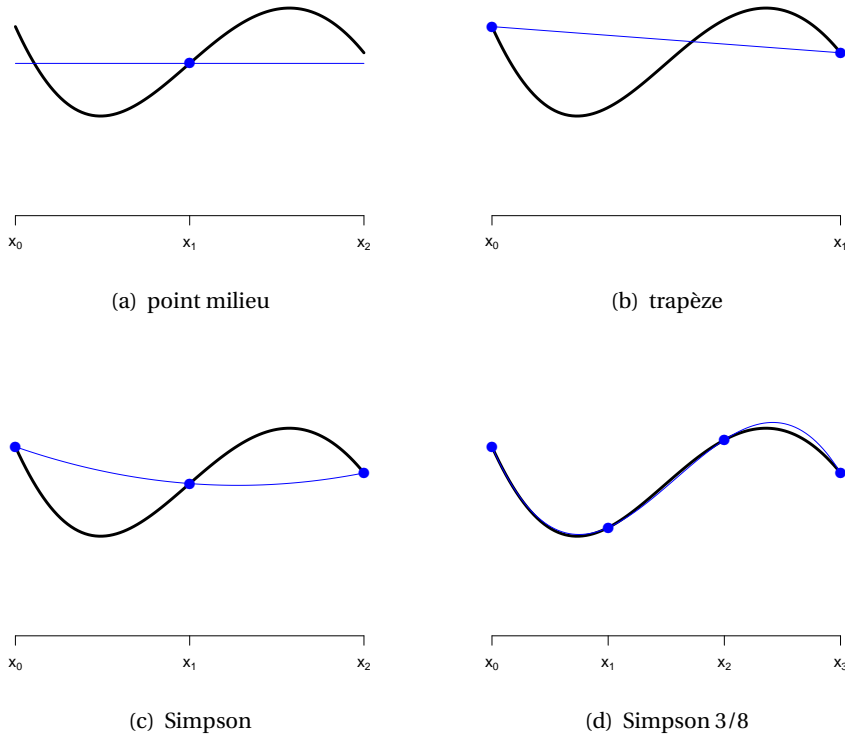 x₀ x₁ x₂
(a) point milieu
x₀ x₁
(b) trapèze
x₀ x₁ x₂
(c) Simpson
x₀ x₁ x₂ x₃
(d) Simpson 3/8